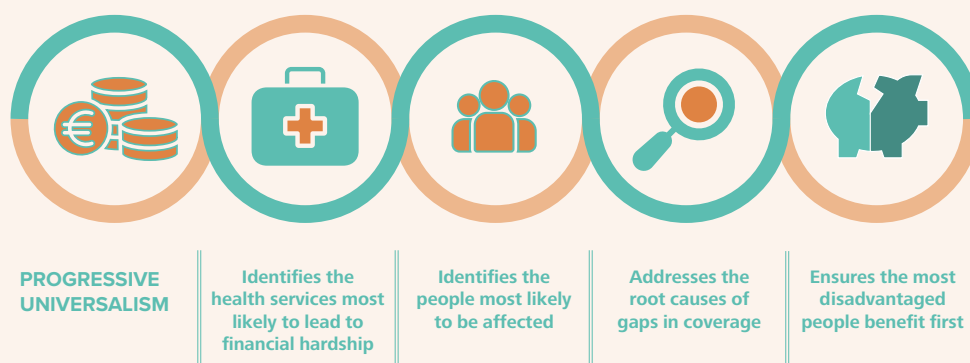 PROGRESSIVE
UNIVERSALISM
Identifies the
health services most
likely to lead to
financial hardship
Identifies the
people most likely
to be affected
Addresses the
root causes of
gaps in coverage
Ensures the most
disadvantaged
people benefit first